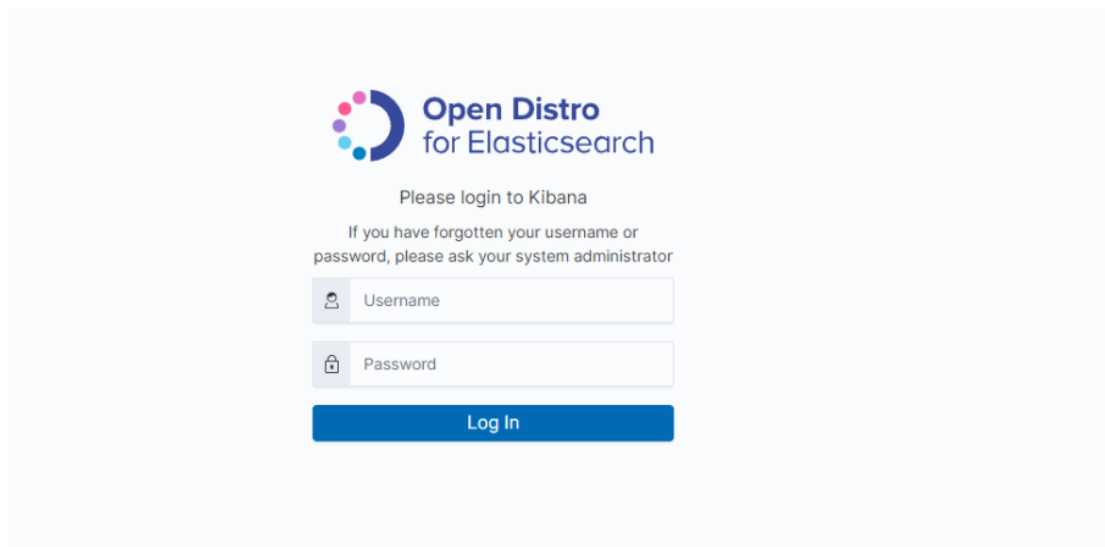 Open Distro
for Elasticsearch
Please login to Kibana
If you have forgotten your username or
password, please ask your system administrator
Username
Password
Log In